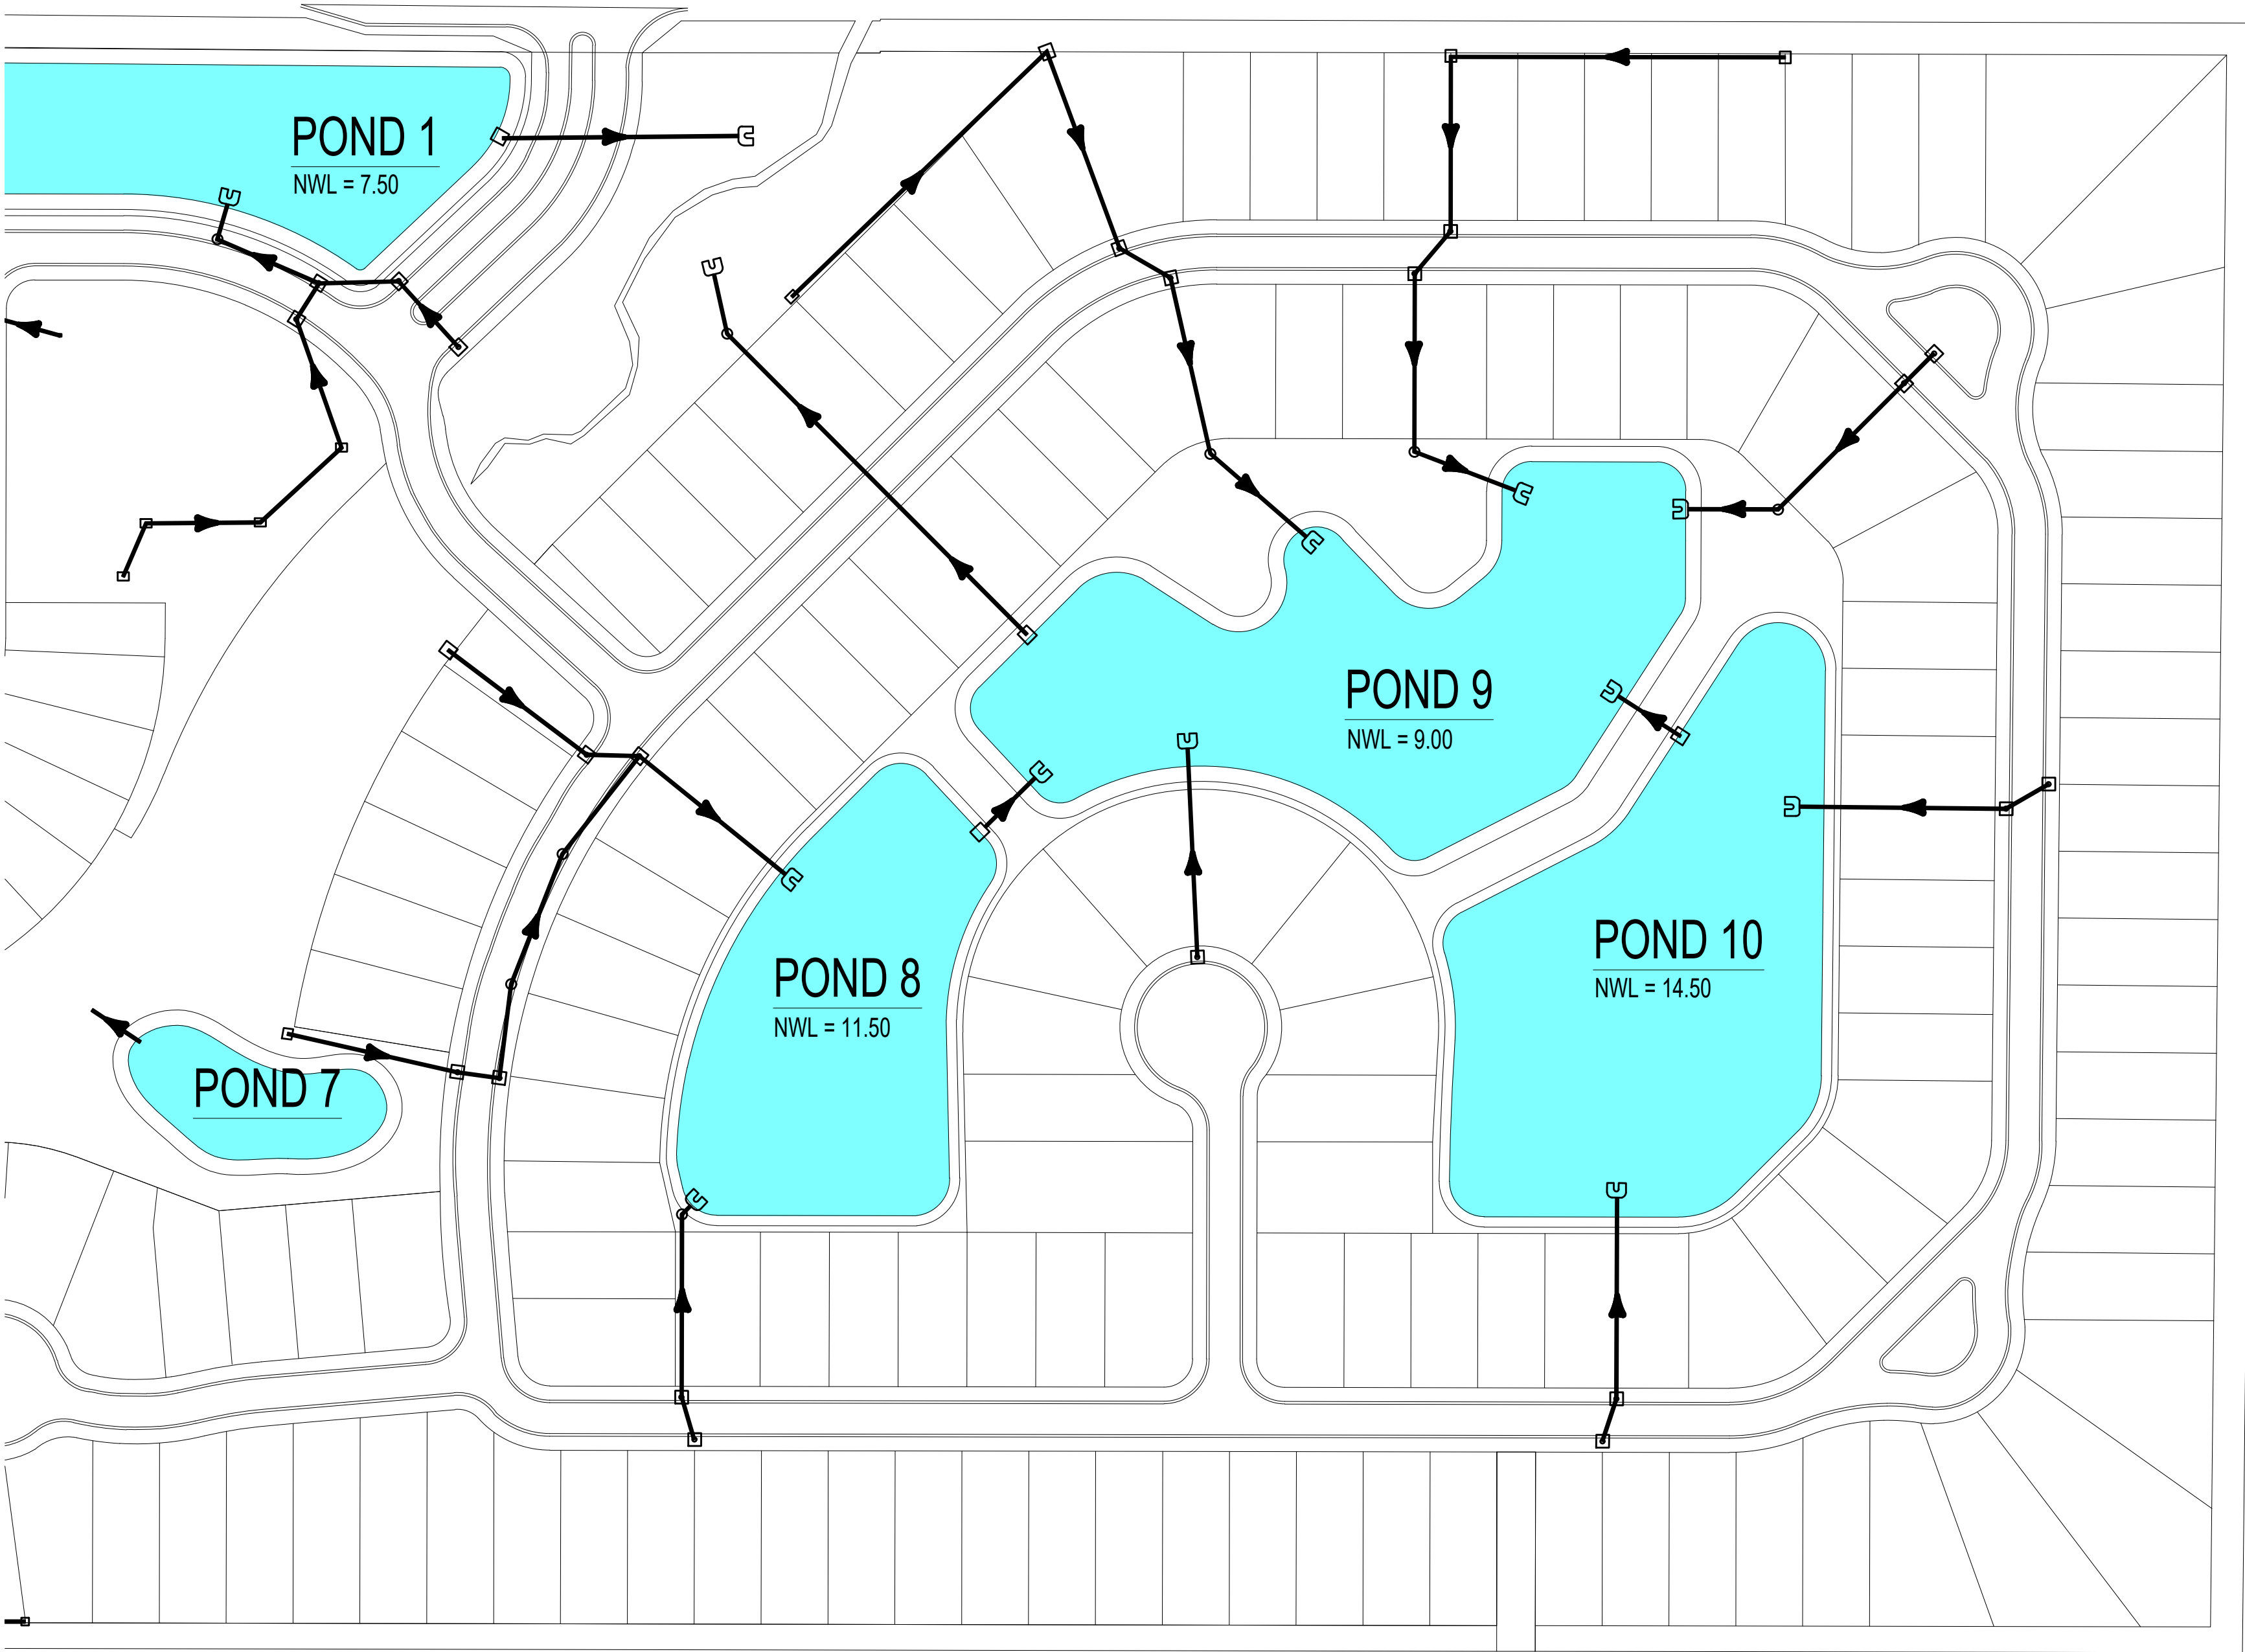 POND 1
NWL = 7.50
POND 9
NWL = 9.00
POND 10
NWL = 14.50
POND 8
NWL = 11.50
POND 7